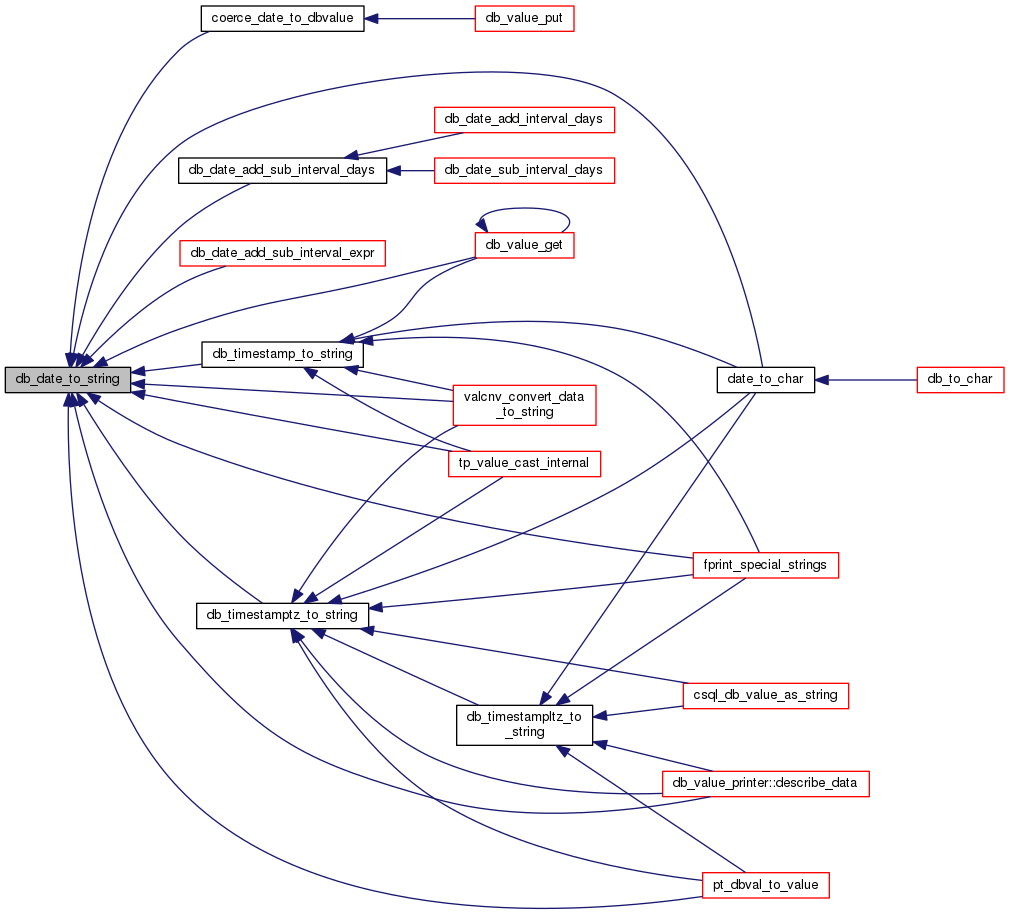 coerce_date_to_dbvalue
db_value_put
db_date_add_interval_days
db_date_add_sub_interval_days
db_date_sub_interval_days
db_value_get
db_date_add_sub_interval_expr
db_timestamp_to_string
db_date_to_string
date_to_char
db_to_char
valcnv_convert_data
_to_string
tp_value_cast_internal
fprint_special_strings
db_timestamptz_to_string
csql_db_value_as_string
db_timestampltz_to
_string
db_value_printer::describe_data
pt_dbval_to_value